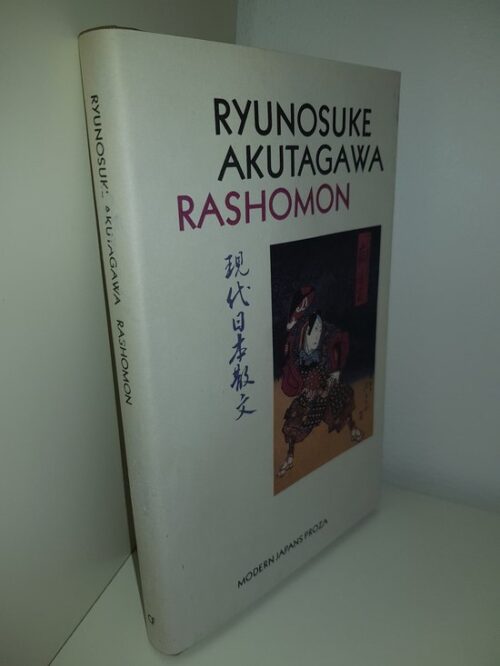 RYUNOSUKE
AKUTAGAWA
RASHOMON
現代日本散文
MODERN JAPANS PROZA
RYUNOSUKE AKUTAGAWA RASHOMON